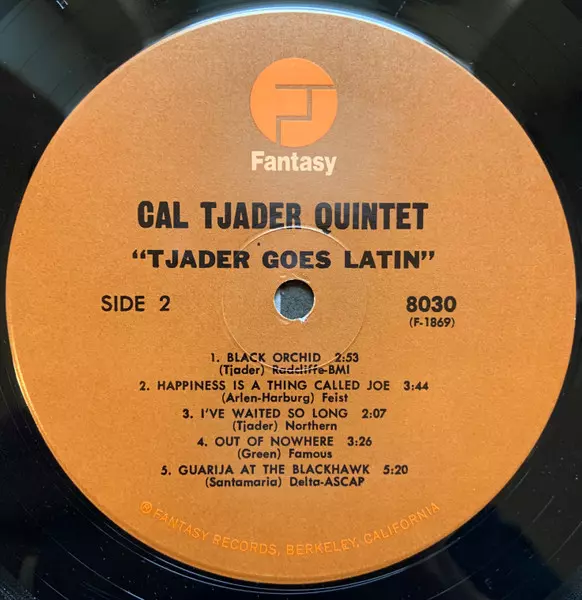 Fantasy
CAL TJADER QUINTET
"TJADER GOES LATIN"
SIDE 2
8030
(F-1869)
1. BLACK ORCHID 2:53
(Tjader) Radcliffe-BMI
2. HAPPINESS IS A THING CALLED JOE 3:44
(Arlen-Harburg) Feist
3. I'VE WAITED SO LONG 2:07
(Tjader) Northern
4. OUT OF NOWHERE 3:26
(Green) Famous
5. GUARIJA AT THE BLACKHAWK 5:20
(Santamaria) Delta-ASCAP
℗ FANTASY RECORDS, BERKELEY, CALIFORNIA